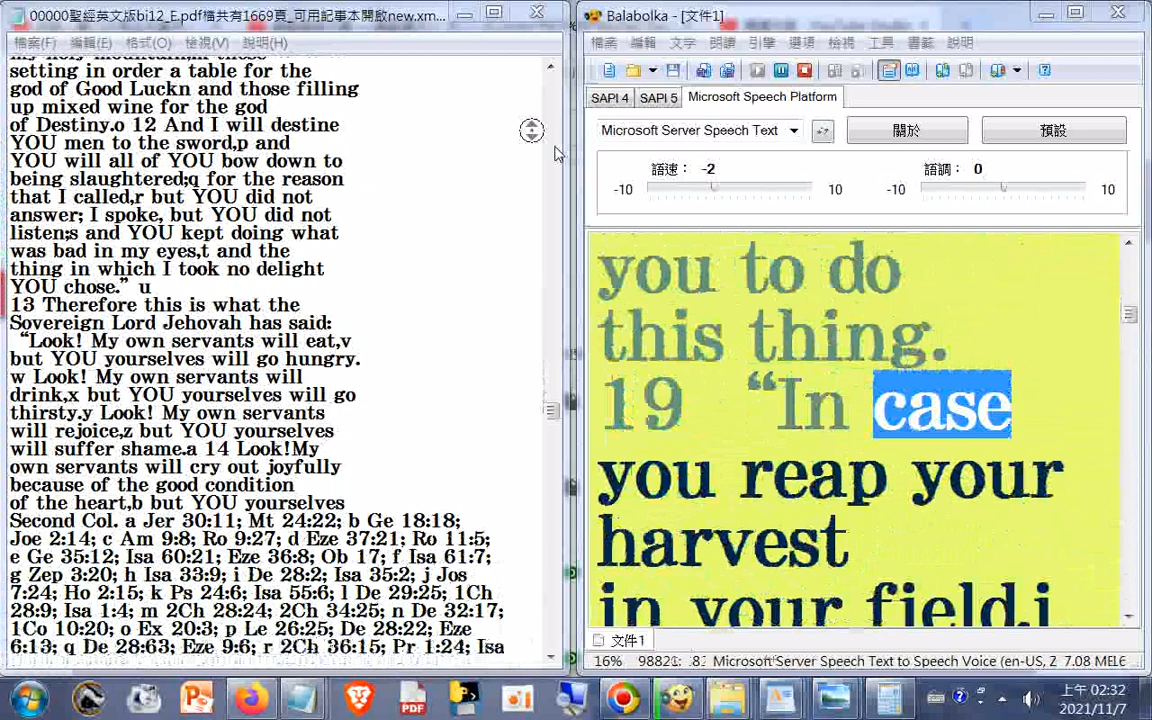 00000聖經英文版bi12_E.pdf檔共有1669頁_可用記事本開啟new.xm...
檔案(F) 編輯(E) 格式(O) 檢視(V) 說明(H)
setting in order a table for the
god of Good Luckn and those filling
up mixed wine for the god
of Destiny.o 12 And I will destine
YOU men to the sword,p and
YOU will all of YOU bow down to
being slaughtered;q for the reason
that I called,r but YOU did not
answer; I spoke, but YOU did not
listen;s and YOU kept doing what
was bad in my eyes,t and the
thing in which I took no delight
YOU chose.” u
13 Therefore this is what the
Sovereign Lord Jehovah has said:
“Look! My own servants will eat,v
but YOU yourselves will go hungry.
w Look! My own servants will
drink,x but YOU yourselves will go
thirsty.y Look! My own servants
will rejoice,z but YOU yourselves
will suffer shame.a 14 Look!My
own servants will cry out joyfully
because of the good condition
of the heart,b but YOU yourselves
Second Col. a Jer 30:11; Mt 24:22; b Ge 18:18;
Joe 2:14; c Am 9:8; Ro 9:27; d Eze 37:21; Ro 11:5;
e Ge 35:12; Isa 60:21; Eze 36:8; Ob 17; f Isa 61:7;
g Zep 3:20; h Isa 33:9; i De 28:2; Isa 35:2; j Jos
7:24; Ho 2:15; k Ps 24:6; Isa 55:6; l De 29:25; 1Ch
28:9; Isa 1:4; m 2Ch 28:24; 2Ch 34:25; n De 32:17;
1Co 10:20; o Ex 20:3; p Le 26:25; De 28:22; Eze
6:13; q De 28:63; Eze 9:6; r 2Ch 36:15; Pr 1:24; Isa
Balabolka - [文件1]
檔案 編輯 文字 朗讀 引擎 選項 檢視 工具 書籤 說明
SAPI 4 SAPI 5 Microsoft Speech Platform
Microsoft Server Speech Text 關於 預設
語速： -2 語調： 0
-10 10 -10 10
you to do
this thing.
19 “In case
you reap your
harvest
in your field,j
文件1
16% Microsoft Server Speech Text to Speech Voice (en-US, 7.08
上午 02:32
2021/11/7